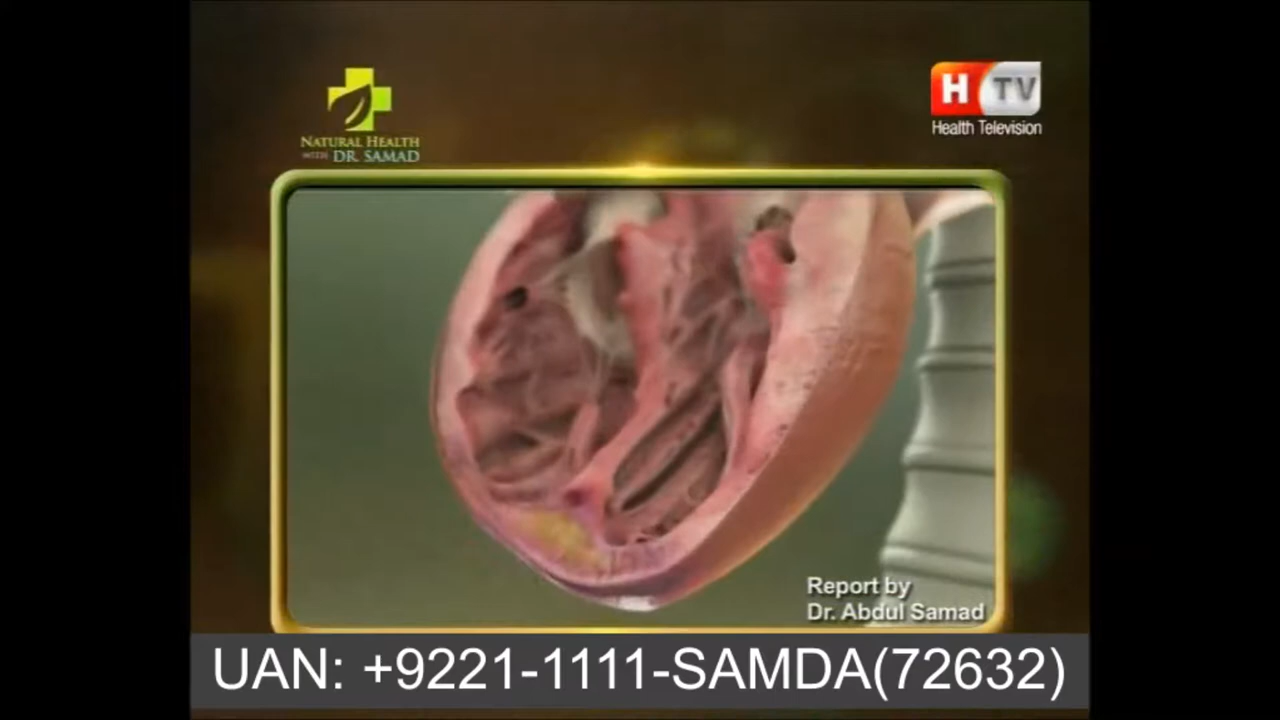 NATURAL HEALTH
WITH DR. SAMAD
H TV
Health Television
Report by
Dr. Abdul Samad
UAN: +9221-1111-SAMDA(72632)